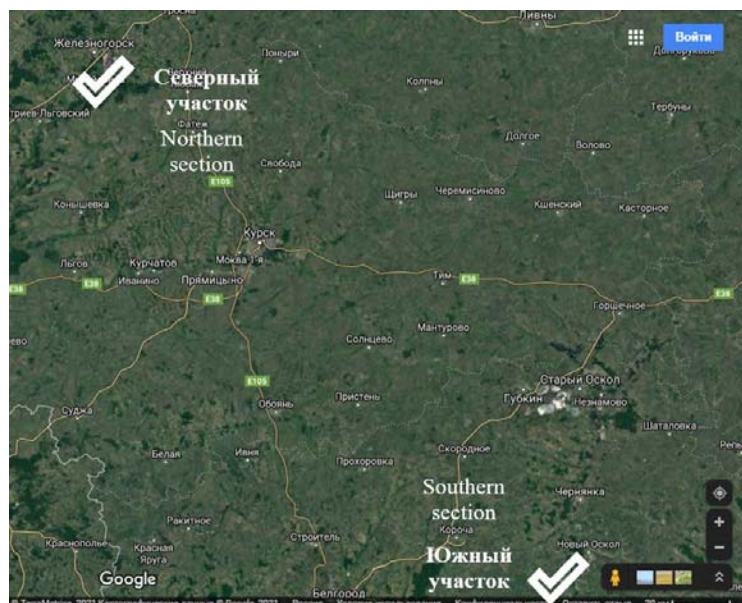 Тросна
Ливны
Войти
Железногорск
Поныри
Колпны
Долгоруково
Северный
участок
Тербуны
Фатеж
Northern
section
Долгое
Волово
Свобода
E105
Щигры
Черемисиново
Кшенский
Касторное
Конышевка
Курск
Льгов
Курчатов
Моква 1-я
Иванино
Прямицыно
Тим
E38
E38
E38
E38
E38
Горшечное
Мантурово
Солнцево
E105
Пристень
Старый Оскол
Губкин
Незнамово
Обоянь
Суджа
Шаталовка
Белая
Ивня
Прохоровка
Скородное
Southern
section
Чернянка
Ракитное
Короча
Строитель
Краснополье
Красная
Яруга
Новый Оскол
Южный
участок
Google
Белгород